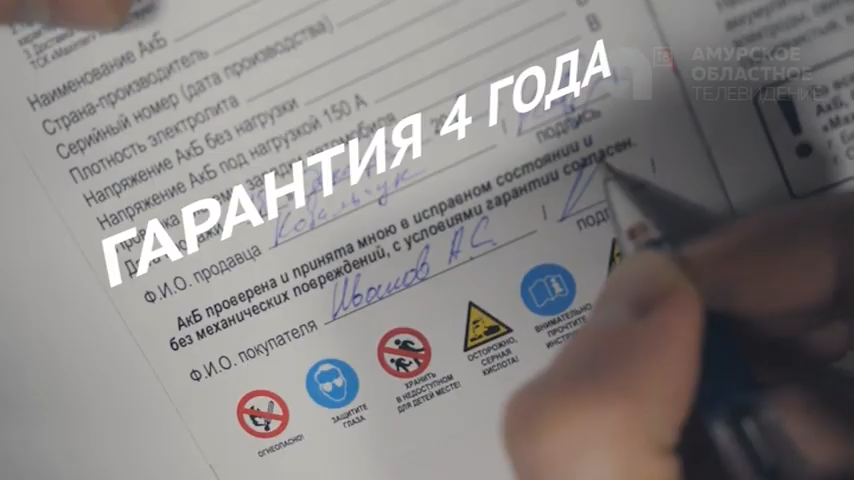 Наименование АкБ
Страна-производитель
Серийный номер (дата производства)
Плотность электролита
Напряжение АкБ без нагрузки
Напряжение АкБ под нагрузкой 150 А
ГАРАНТИЯ 4 ГОДА
АМУРСКОЕ
ОБЛАСТНОЕ
ТЕЛЕВИДЕНИЕ
подпись
Ф.И.О. продавца Ковальчук
АкБ проверена и принята мною в исправном состоянии и
без механических повреждений, с условиями гарантии согласен.
Ф.И.О. покупателя Иванов А.С.
ОГНЕОПАСНО!
ЗАЩИТИТЕ
ГЛАЗА
ХРАНИТЬ
В НЕДОСТУПНОМ
ДЛЯ ДЕТЕЙ МЕСТЕ!
ОСТОРОЖНО,
СЕРНАЯ
КИСЛОТА!
ВНИМАТЕЛЬНО
ПРОЧТИТЕ